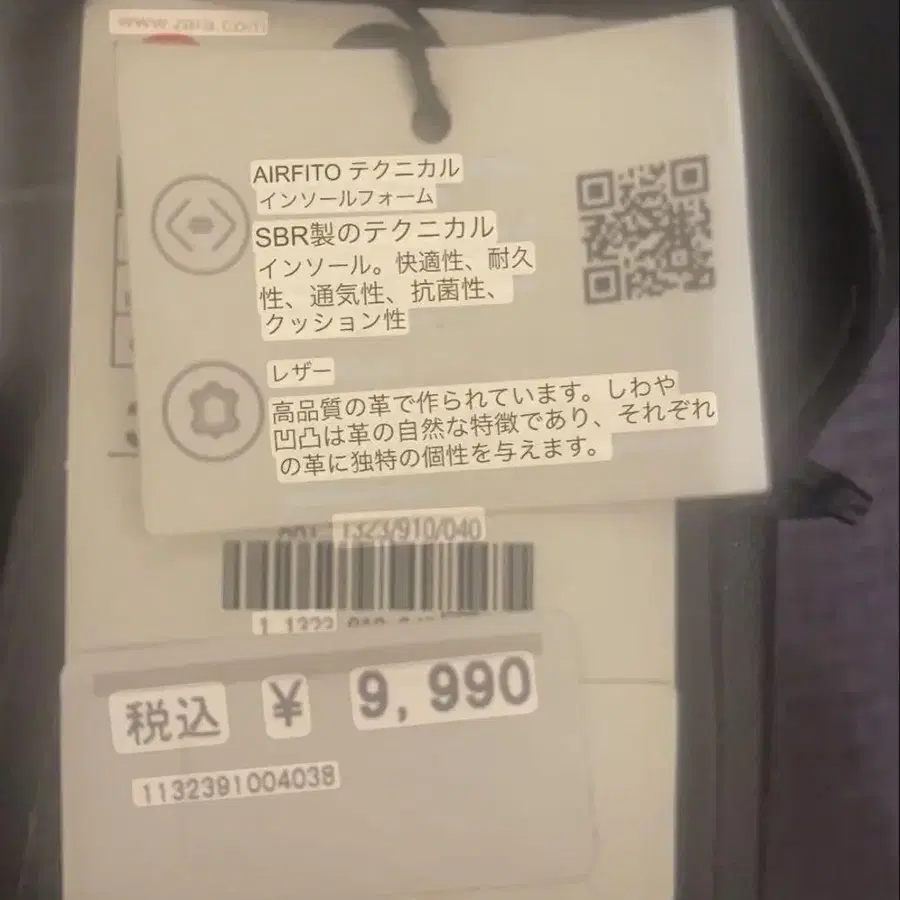 www.zara.com
AIRFITO テクニカル
インソールフォーム
SBR製のテクニカル
インソール。快適性、耐久
性、通気性、抗菌性、
クッション性
レザー
高品質の革で作られています。しわや
凹凸は革の自然な特徴であり、それぞれ
の革に独特の個性を与えます。
1323/910/040
税込 ¥ 9,990
1132391004038